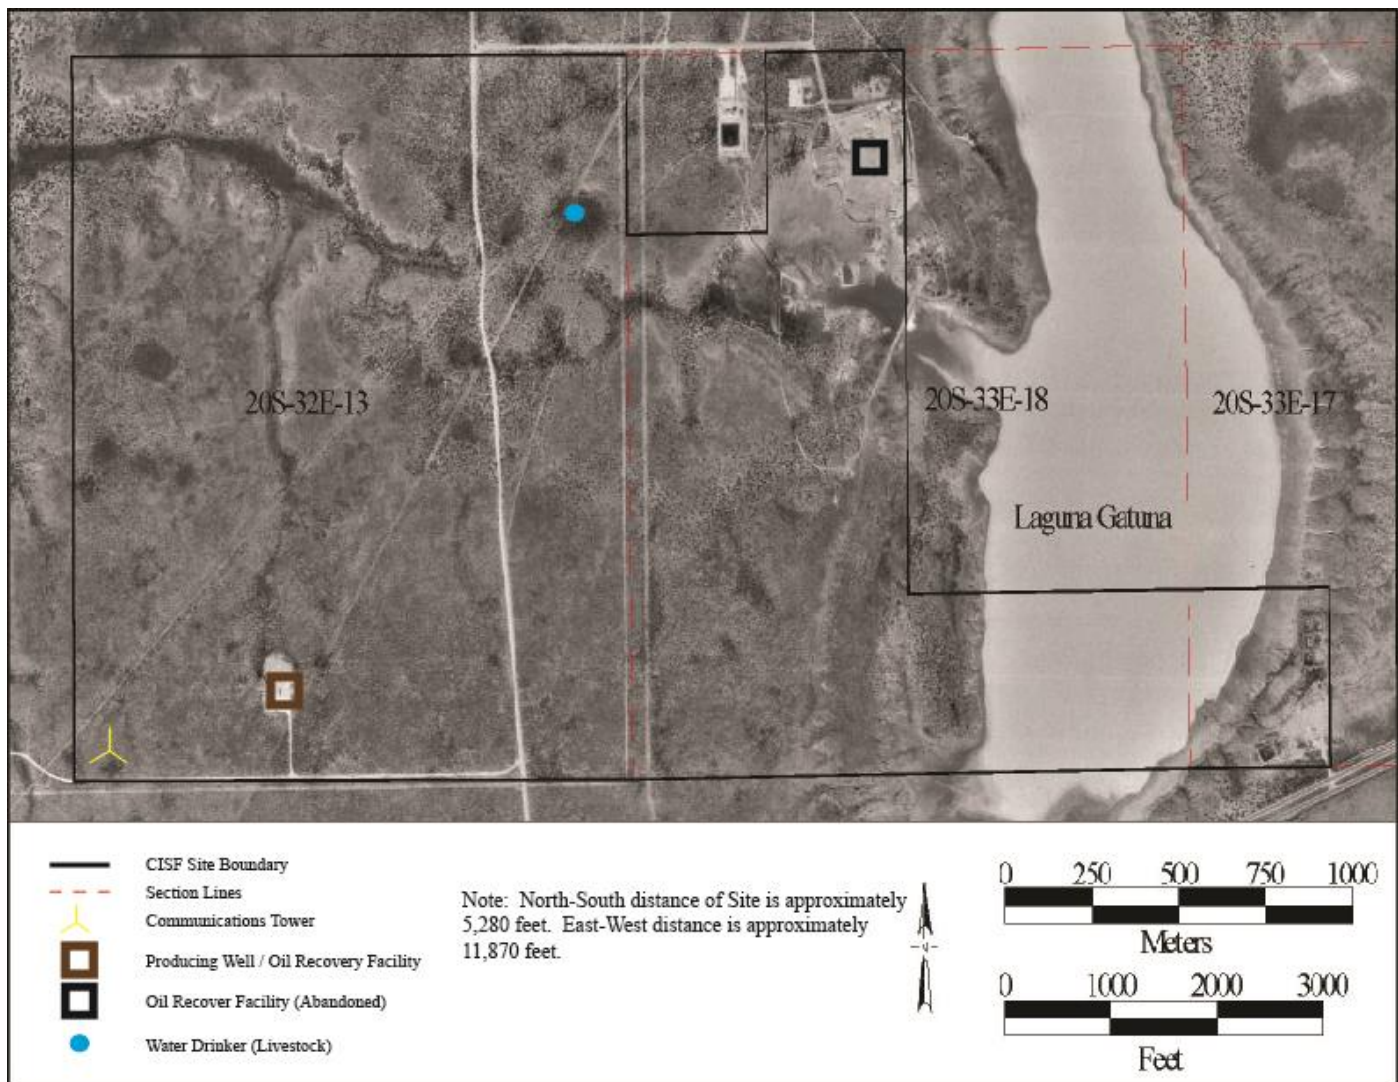 20S-32E-13
20S-33E-18
20S-33E-17
Laguna Gatuna
CISF Site Boundary
Section Lines
Communications Tower
Producing Well / Oil Recovery Facility
Oil Recover Facility (Abandoned)
Water Drinker (Livestock)
Note: North-South distance of Site is approximately
5,280 feet. East-West distance is approximately
11,870 feet.
0 250 500 750 1000
Meters
0 1000 2000 3000
Feet